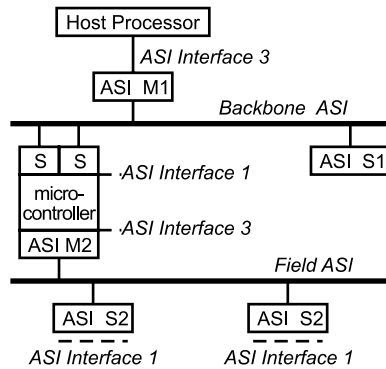 Host Processor
ASI Interface 3
ASI M1
Backbone ASI
S S
ASI S1
ASI Interface 1
micro-
controller
ASI Interface 3
ASI M2
Field ASI
ASI S2
ASI S2
ASI Interface 1
ASI Interface 1